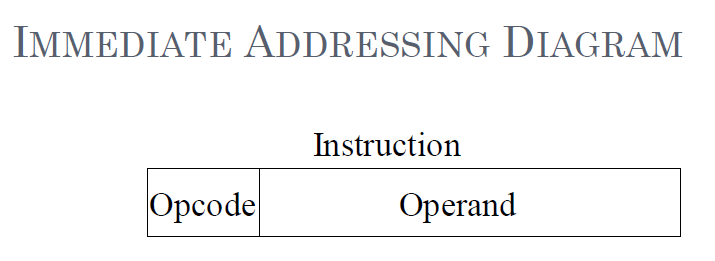 Immediate Addressing Diagram
Instruction
Opcode Operand